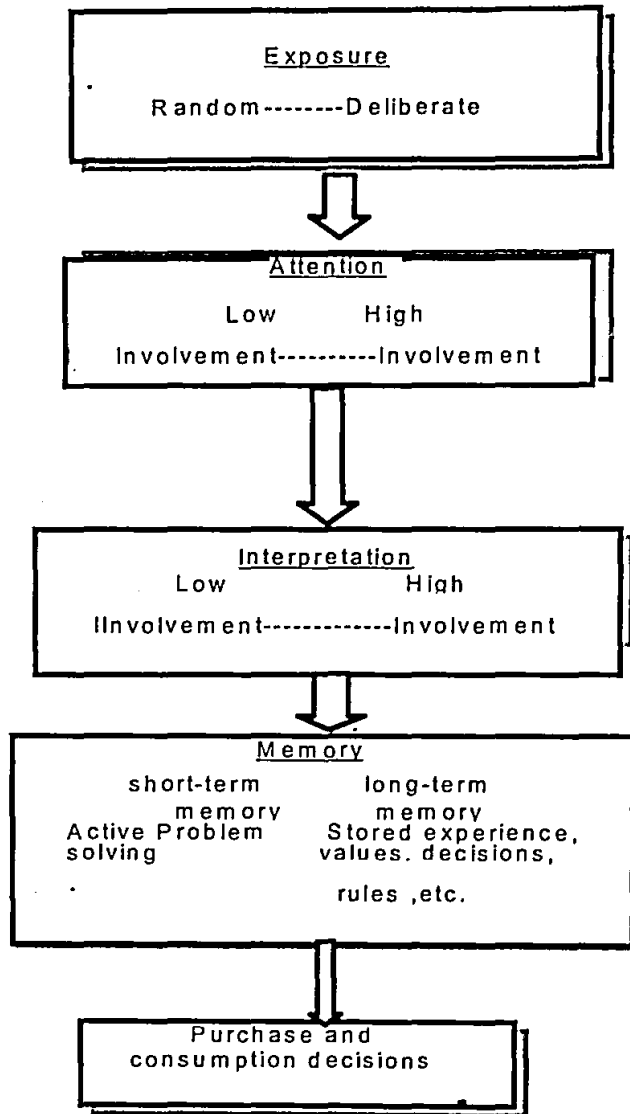 Exposure
Random--------Deliberate
Attention
Low High
Involvement----------Involvement
Interpretation
Low High
IInvolvement-------------Involvement
Memory
short-term long-term
memory memory
Active Problem Stored experience,
solving values. decisions,
rules ,etc.
Purchase and
consumption decisions